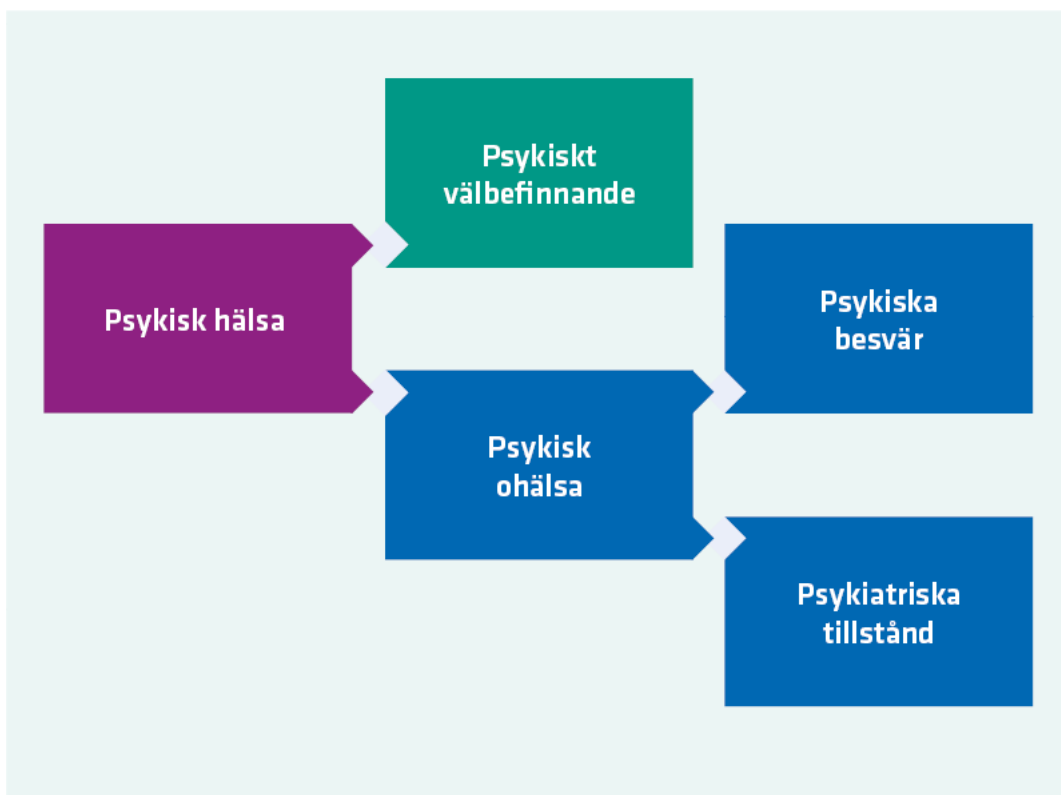 Psykiskt
välbefinnande
Psykisk hälsa
Psykiska
besvär
Psykisk
ohälsa
Psykiatriska
tillstånd